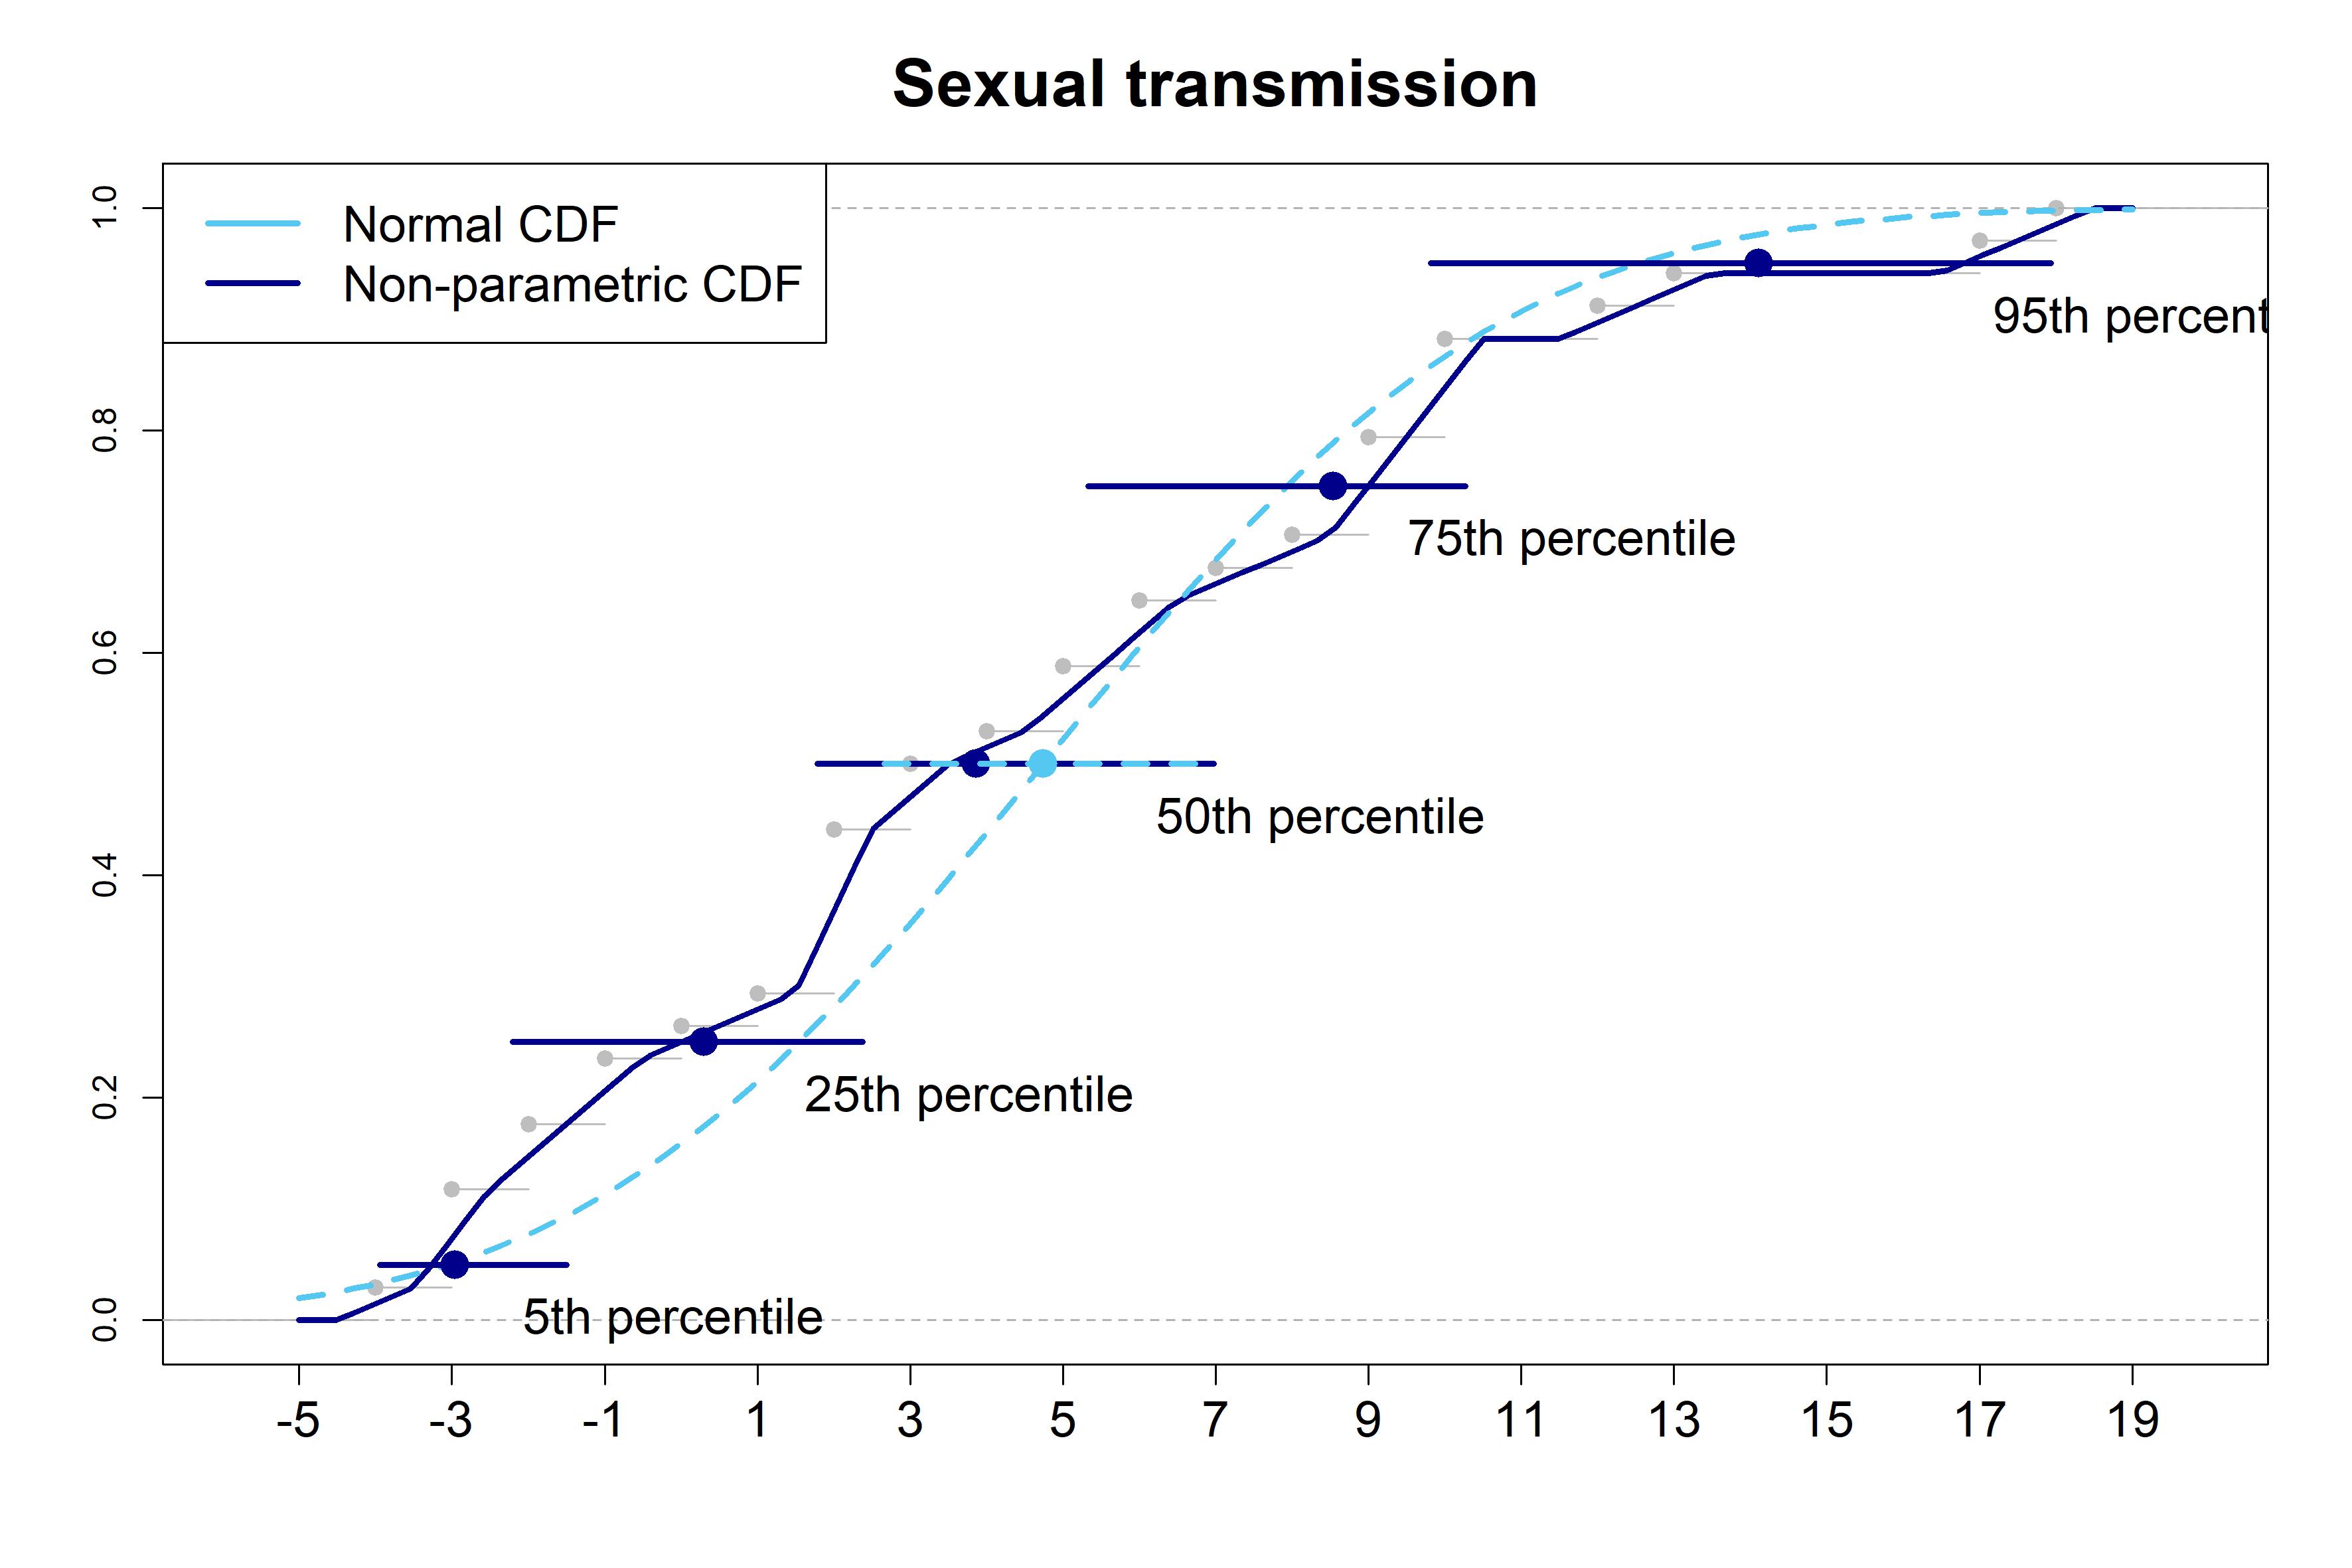 Sexual transmission
Normal CDF
Non-parametric CDF
1.0
0.8
0.6
0.4
0.2
0.0
95th percent
75th percentile
50th percentile
25th percentile
5th percentile
-5 -3 -1 1 3 5 7 9 11 13 15 17 19